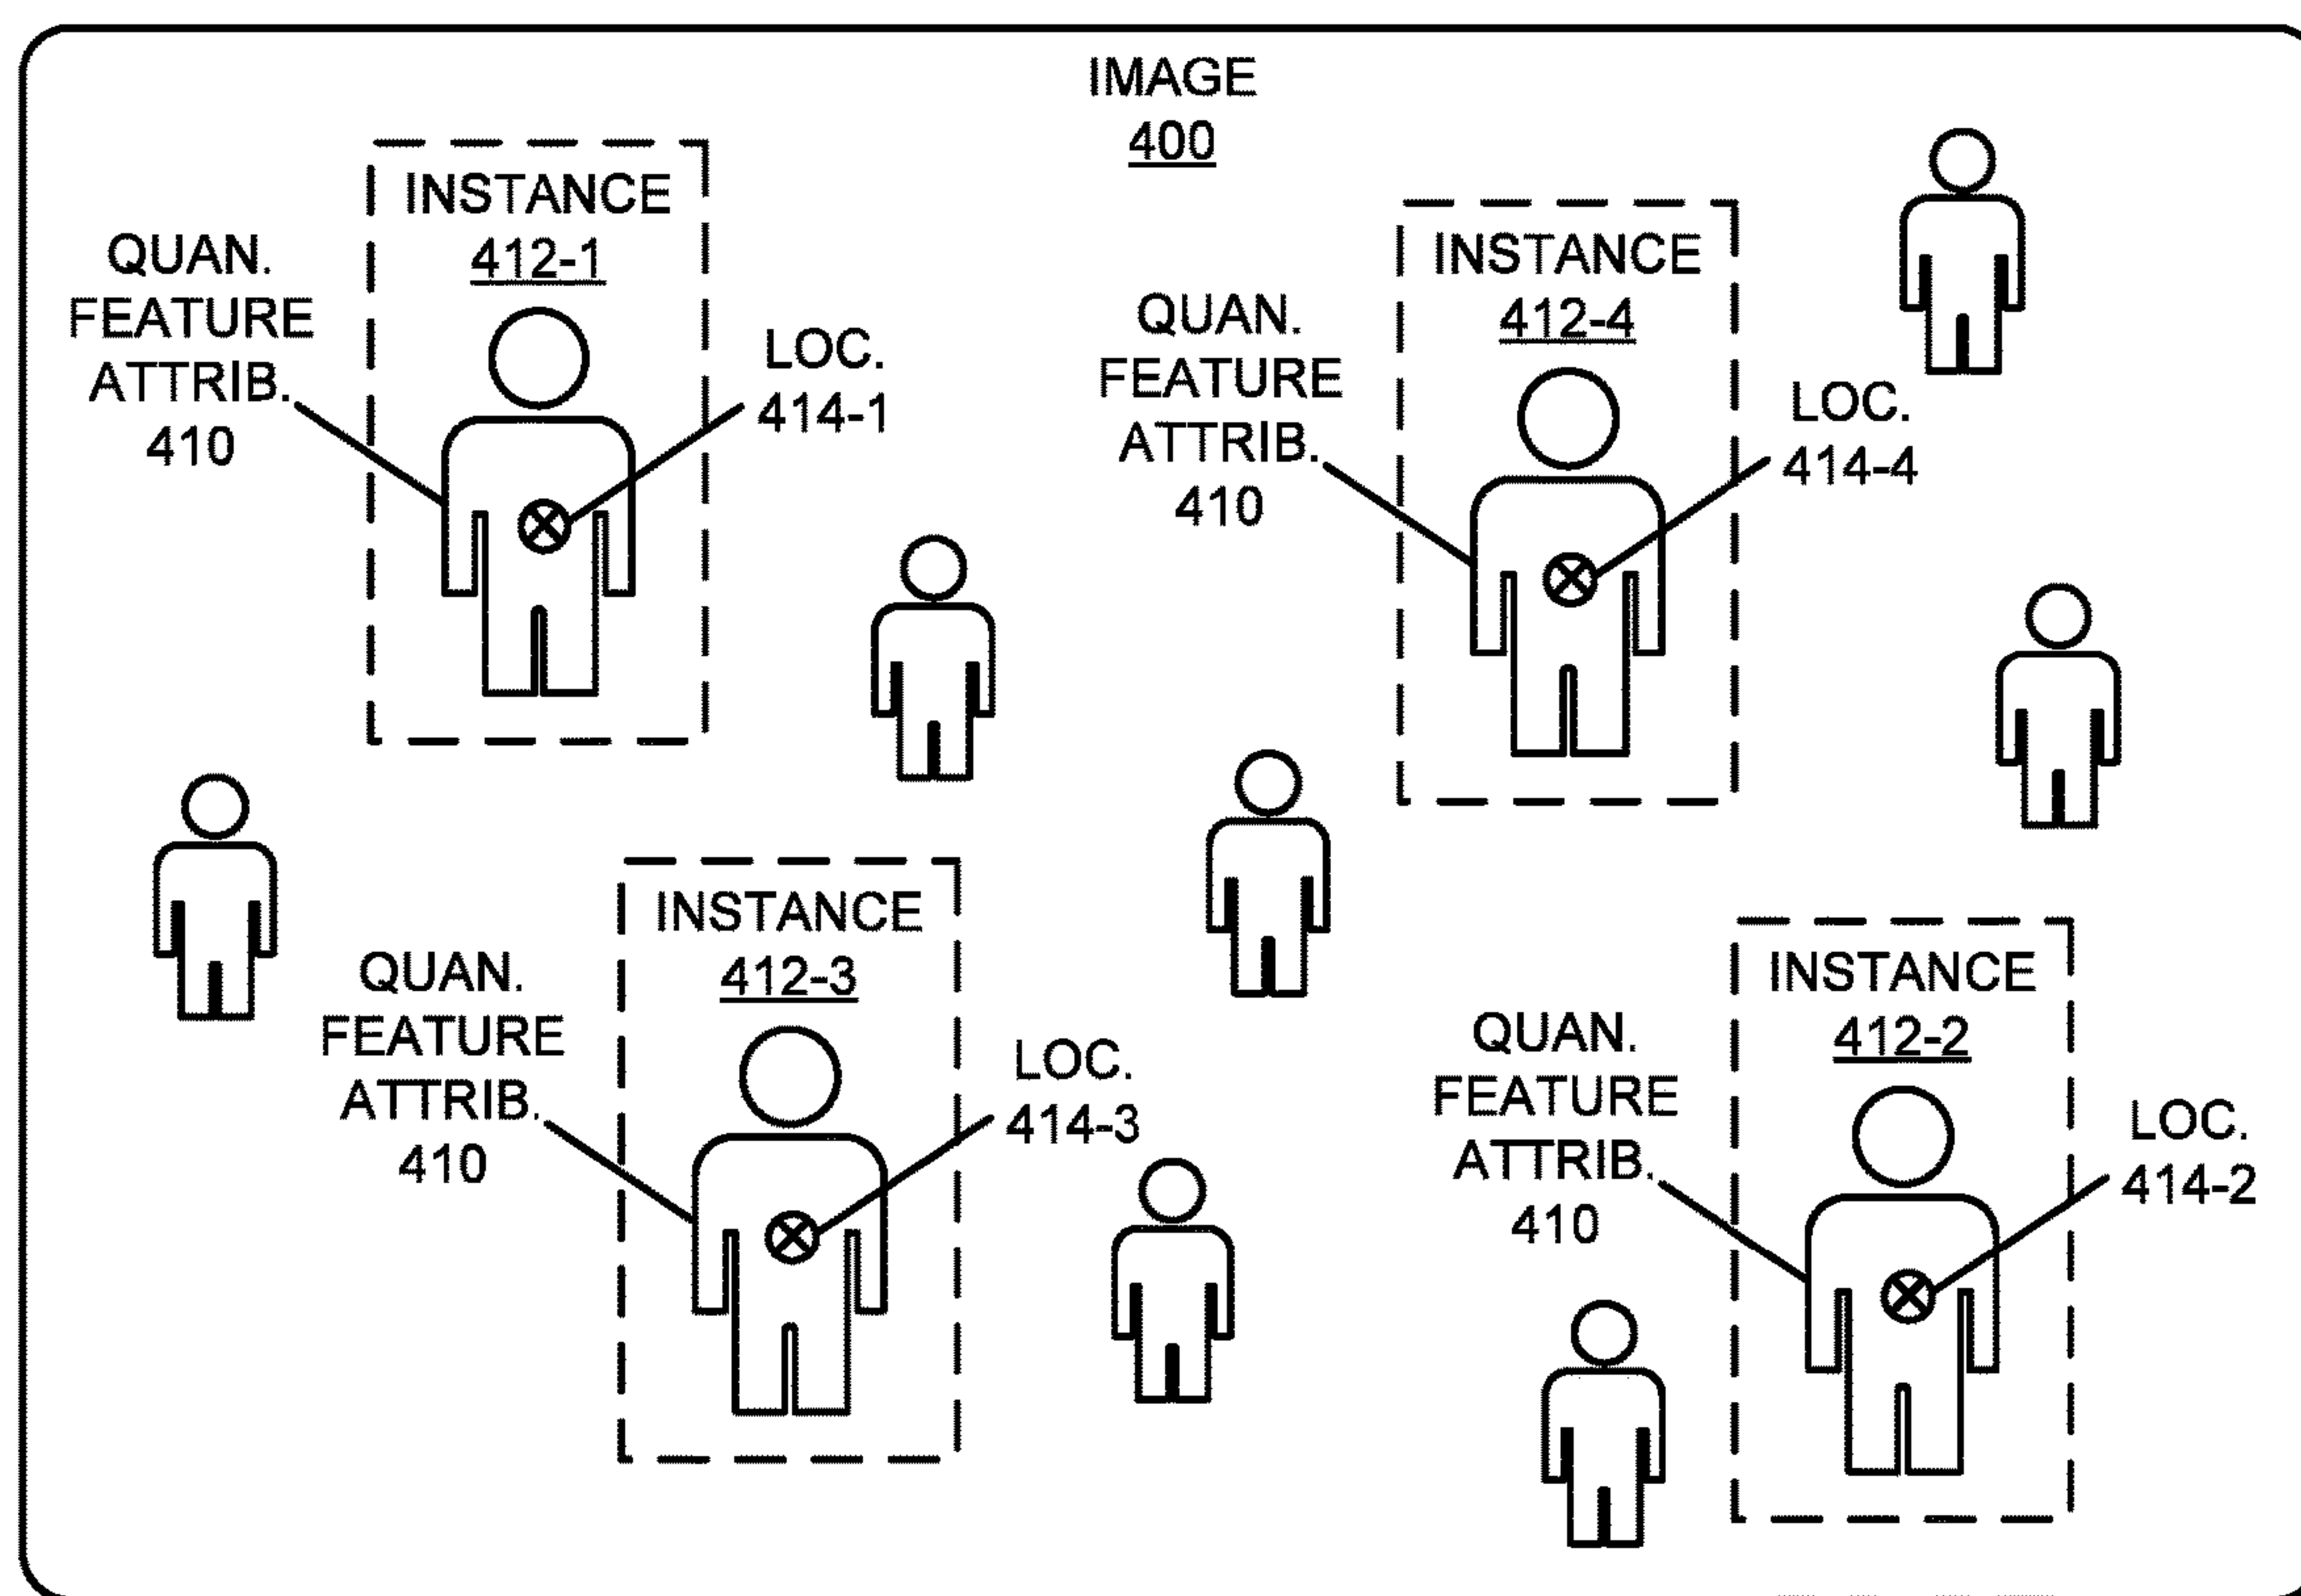 IMAGE
400
INSTANCE
412-1
QUAN.
FEATURE
ATTRIB.
410
LOC.
414-1
INSTANCE
412-4
QUAN.
FEATURE
ATTRIB.
410
LOC.
414-4
INSTANCE
412-3
QUAN.
FEATURE
ATTRIB.
410
LOC.
414-3
INSTANCE
412-2
QUAN.
FEATURE
ATTRIB.
410
LOC.
414-2